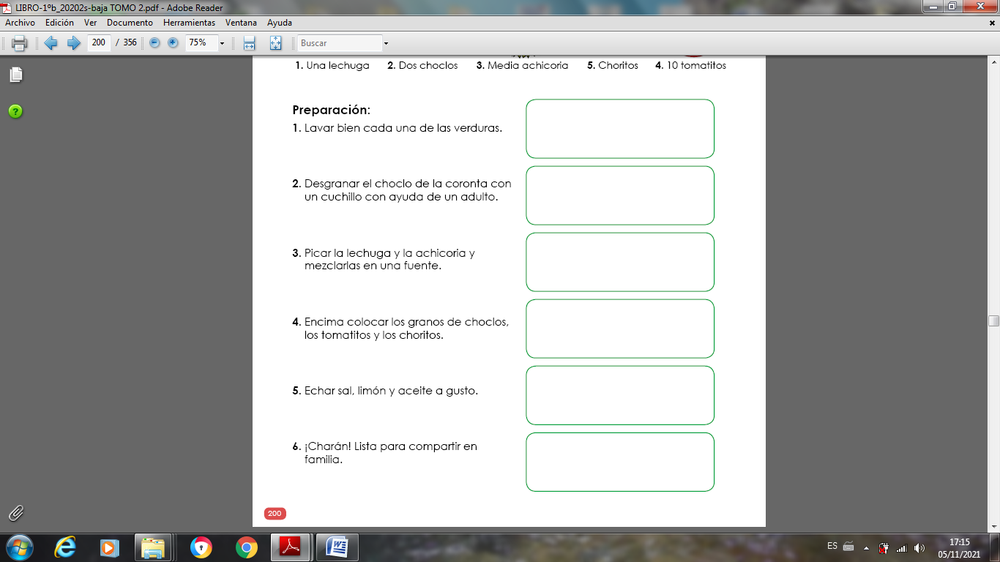 LIBRO-1ºb_20202s-baja TOMO 2.pdf - Adobe Reader
Archivo Edición Ver Documento Herramientas Ventana Ayuda
200 / 356 75% Buscar
1. Una lechuga 2. Dos choclos 3. Media achicoria 5. Choritos 4. 10 tomatitos
Preparación:
1. Lavar bien cada una de las verduras.
2. Desgranar el choclo de la coronta con
un cuchillo con ayuda de un adulto.
3. Picar la lechuga y la achicoria y
mezclarlas en una fuente.
4. Encima colocar los granos de choclos,
los tomatitos y los choritos.
5. Echar sal, limón y aceite a gusto.
6. ¡Charán! Lista para compartir en
familia.
200
ES
17:15
05/11/2021